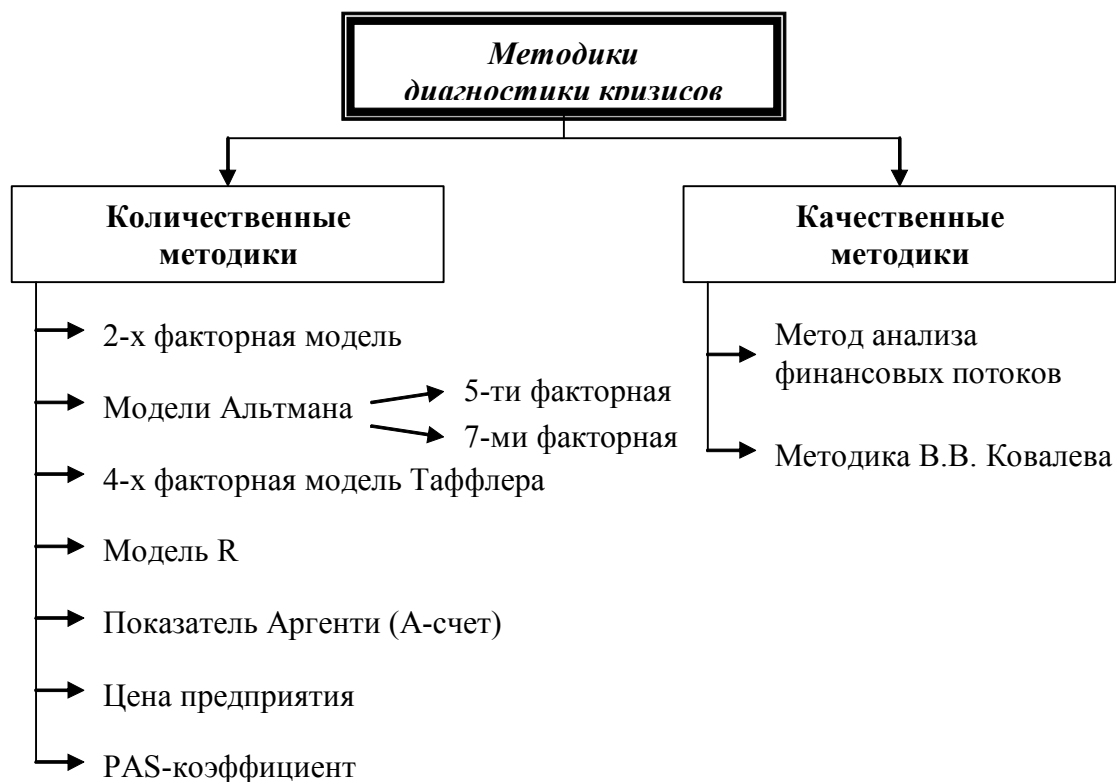 Методики
диагностики кризисов
Количественные
методики
2-х факторная модель
Модели Альтмана
5-ти факторная
7-ми факторная
4-х факторная модель Таффлера
Модель R
Показатель Аргенти (А-счет)
Цена предприятия
PAS-коэффициент
Качественные
методики
Метод анализа
финансовых потоков
Методика В.В. Ковалева